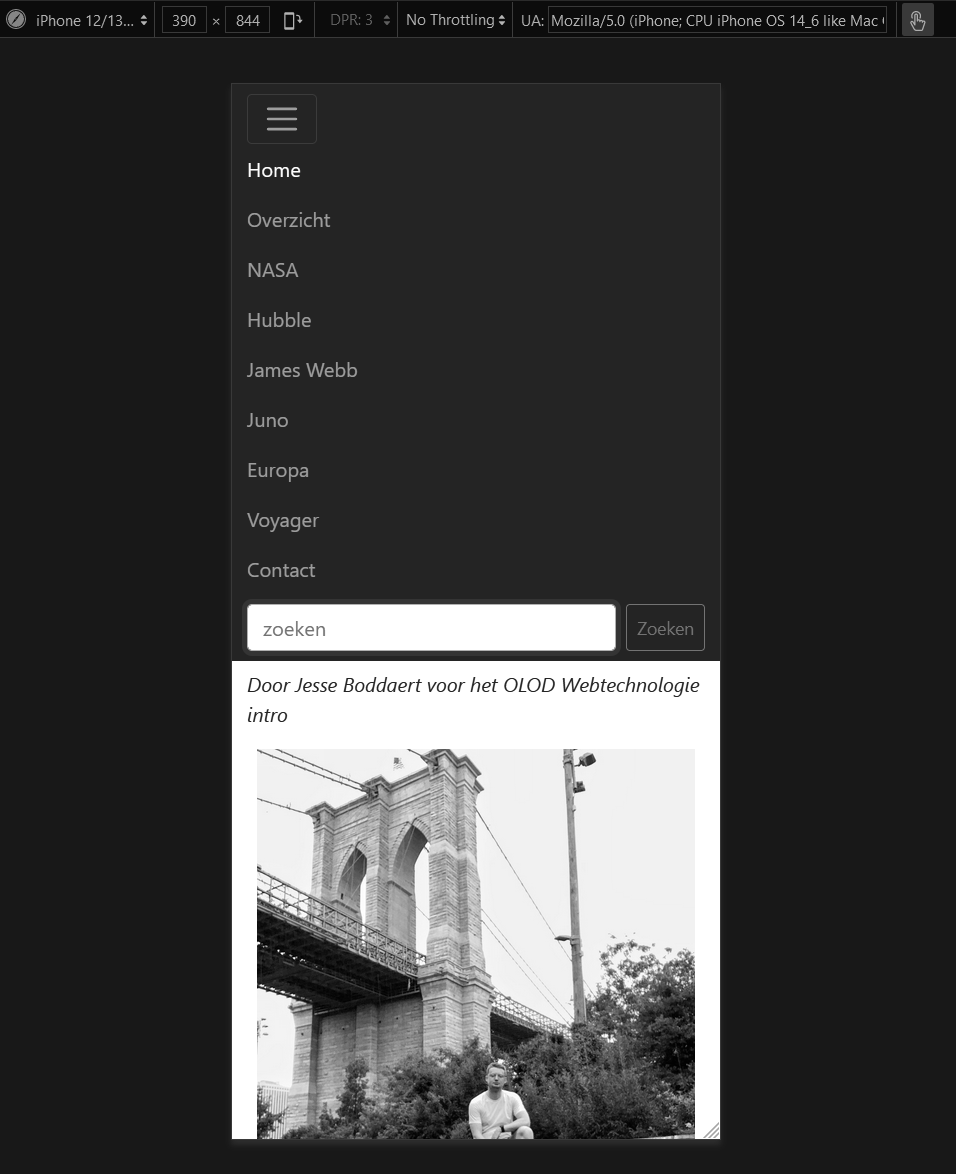 iPhone 12/13... 390 × 844 DPR: 3 No Throttling UA: Mozilla/5.0 (iPhone; CPU iPhone OS 14_6 like Mac
Home
Overzicht
NASA
Hubble
James Webb
Juno
Europa
Voyager
Contact
zoeken Zoeken
Door Jesse Boddaert voor het OLOD Webtechnologie
intro